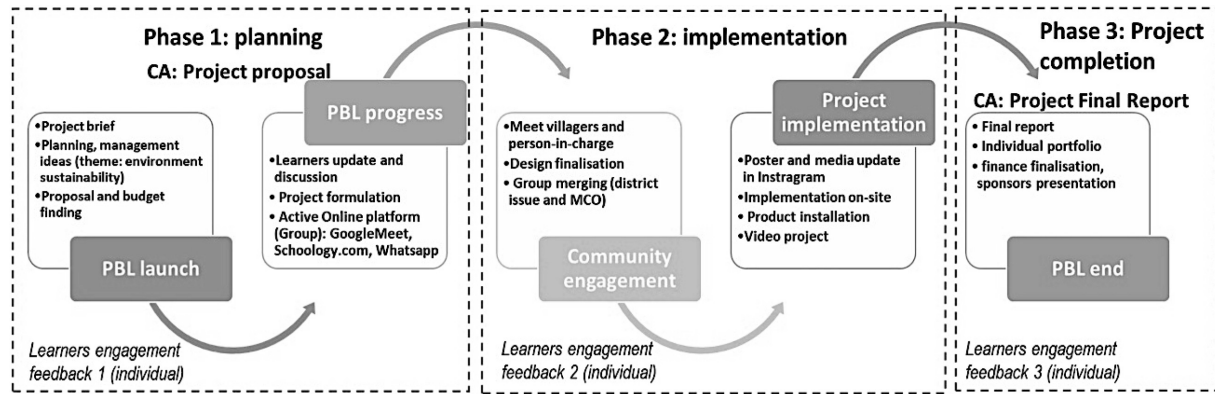 Phase 1: planning
CA: Project proposal
•Project brief
•Planning, management
ideas (theme: environment
sustainability)
•Proposal and budget
finding
PBL launch
PBL progress
•Learners update and
discussion
• Project formulation
• Active Online platform
(Group): GoogleMeet,
Schoology.com, Whatsapp
Learners engagement
feedback 1 (individual)
Phase 2: implementation
•Meet villagers and
person-in-charge
•Design finalisation
• Group merging (district
issue and MCO)
Community
engagement
Project
implementation
•Poster and media update
in Instragram
•Implementation on-site
• Product installation
•Video project
Learners engagement
feedback 2 (individual)
Phase 3: Project
completion
CA: Project Final Report
• Final report
• Individual portfolio
• finance finalisation,
sponsors presentation
PBL end
Learners engagement
feedback 3 (individual)